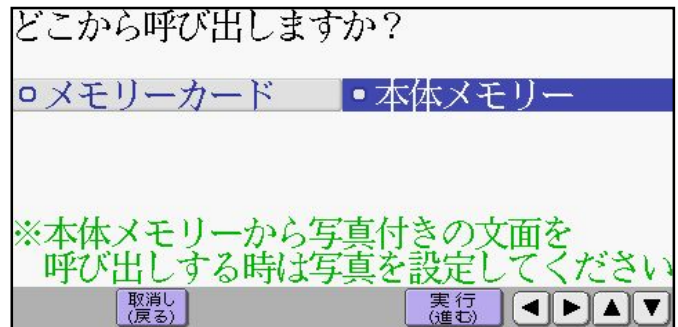 どこから呼び出しますか？
メモリーカード 本体メモリー
※本体メモリーから写真付きの文面を
呼び出しする時は写真を設定してください
取消し 実行
(戻る) (進む) ◀ ▶ ▲ ▼